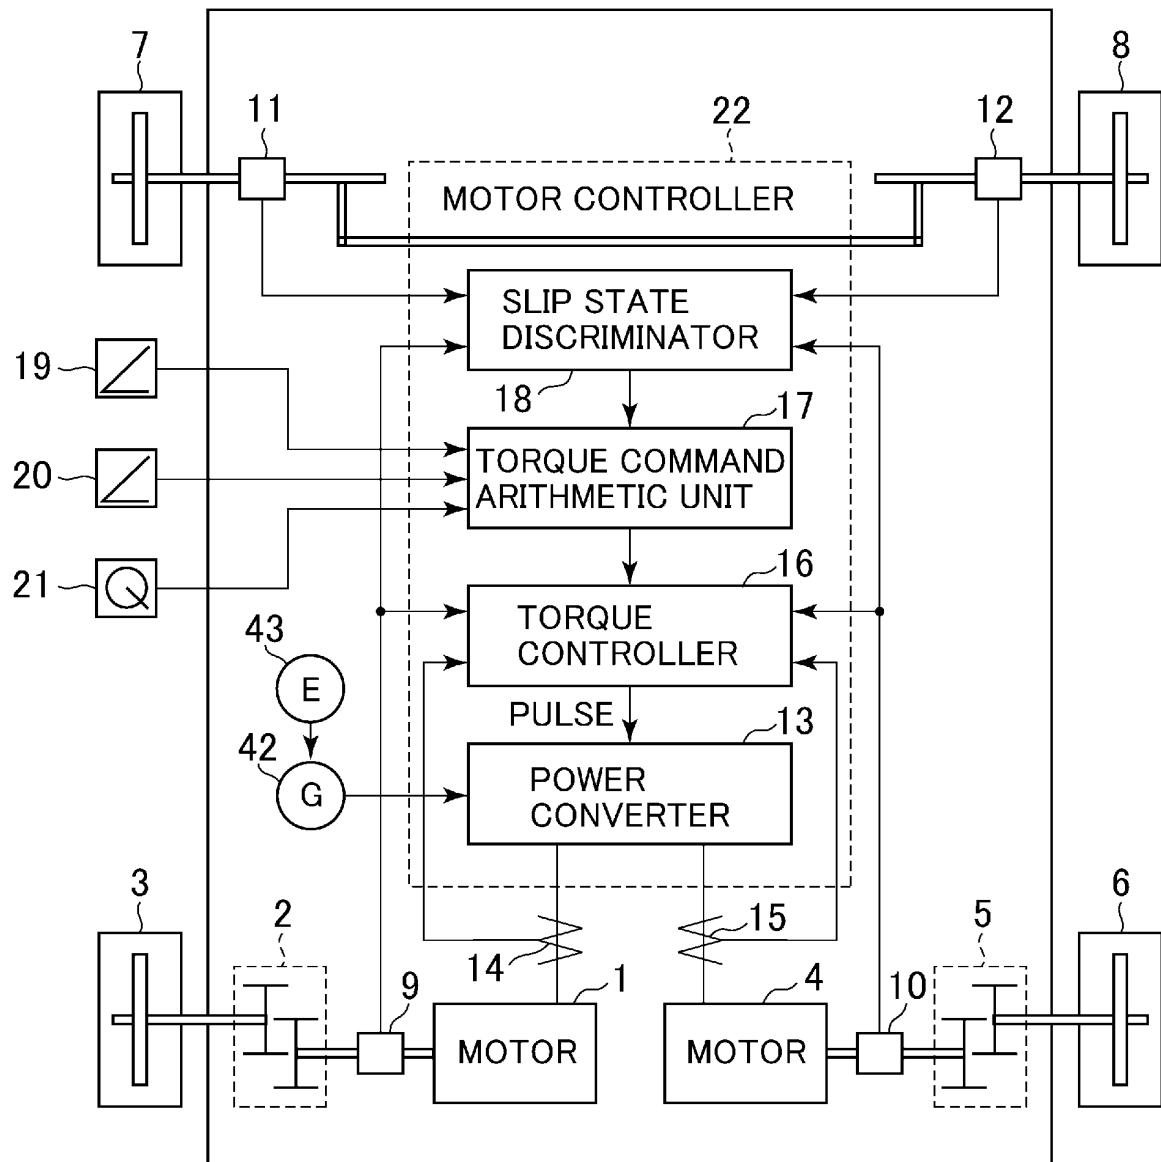 7
8
11
22
12
MOTOR CONTROLLER
SLIP STATE
DISCRIMINATOR
19
18
17
20
TORQUE COMMAND
ARITHMETIC UNIT
21
16
43
TORQUE
CONTROLLER
E
PULSE
13
42
G
POWER
CONVERTER
3
2
15
5
6
14
9
1
4
10
MOTOR
MOTOR